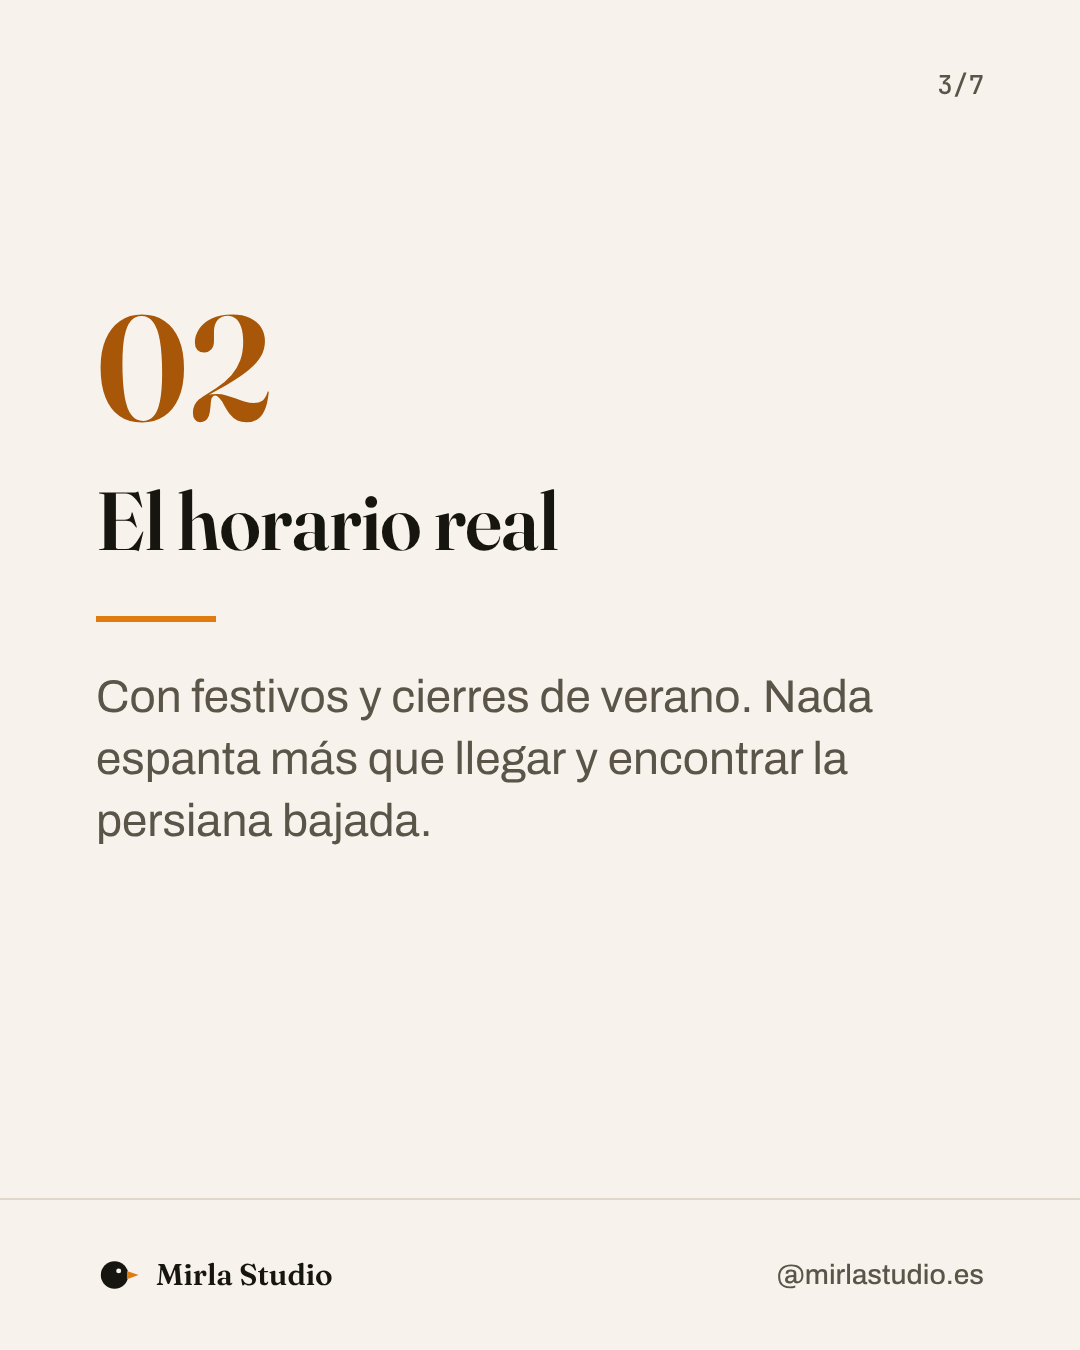 3/7
02
El horario real
Con festivos y cierres de verano. Nada
espanta más que llegar y encontrar la
persiana bajada.
Mirla Studio
@mirlastudio.es